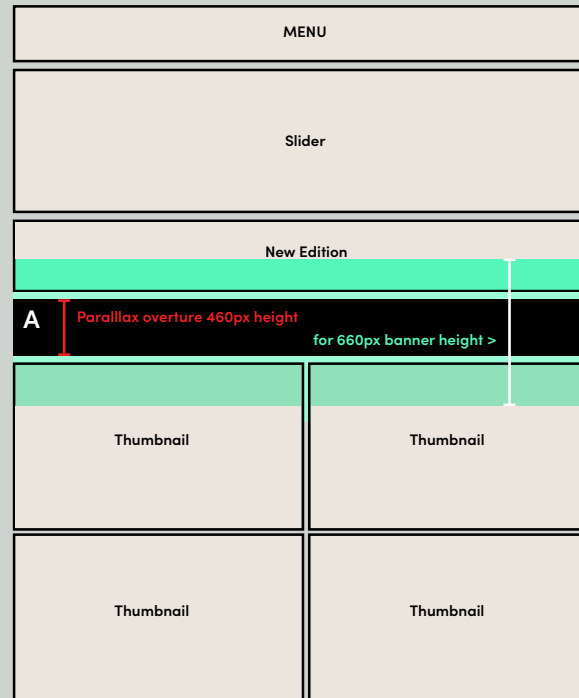 MENU
Slider
New Edition
A
Paralllax overture 460px height
for 660px banner height >
Thumbnail
Thumbnail
Thumbnail
Thumbnail